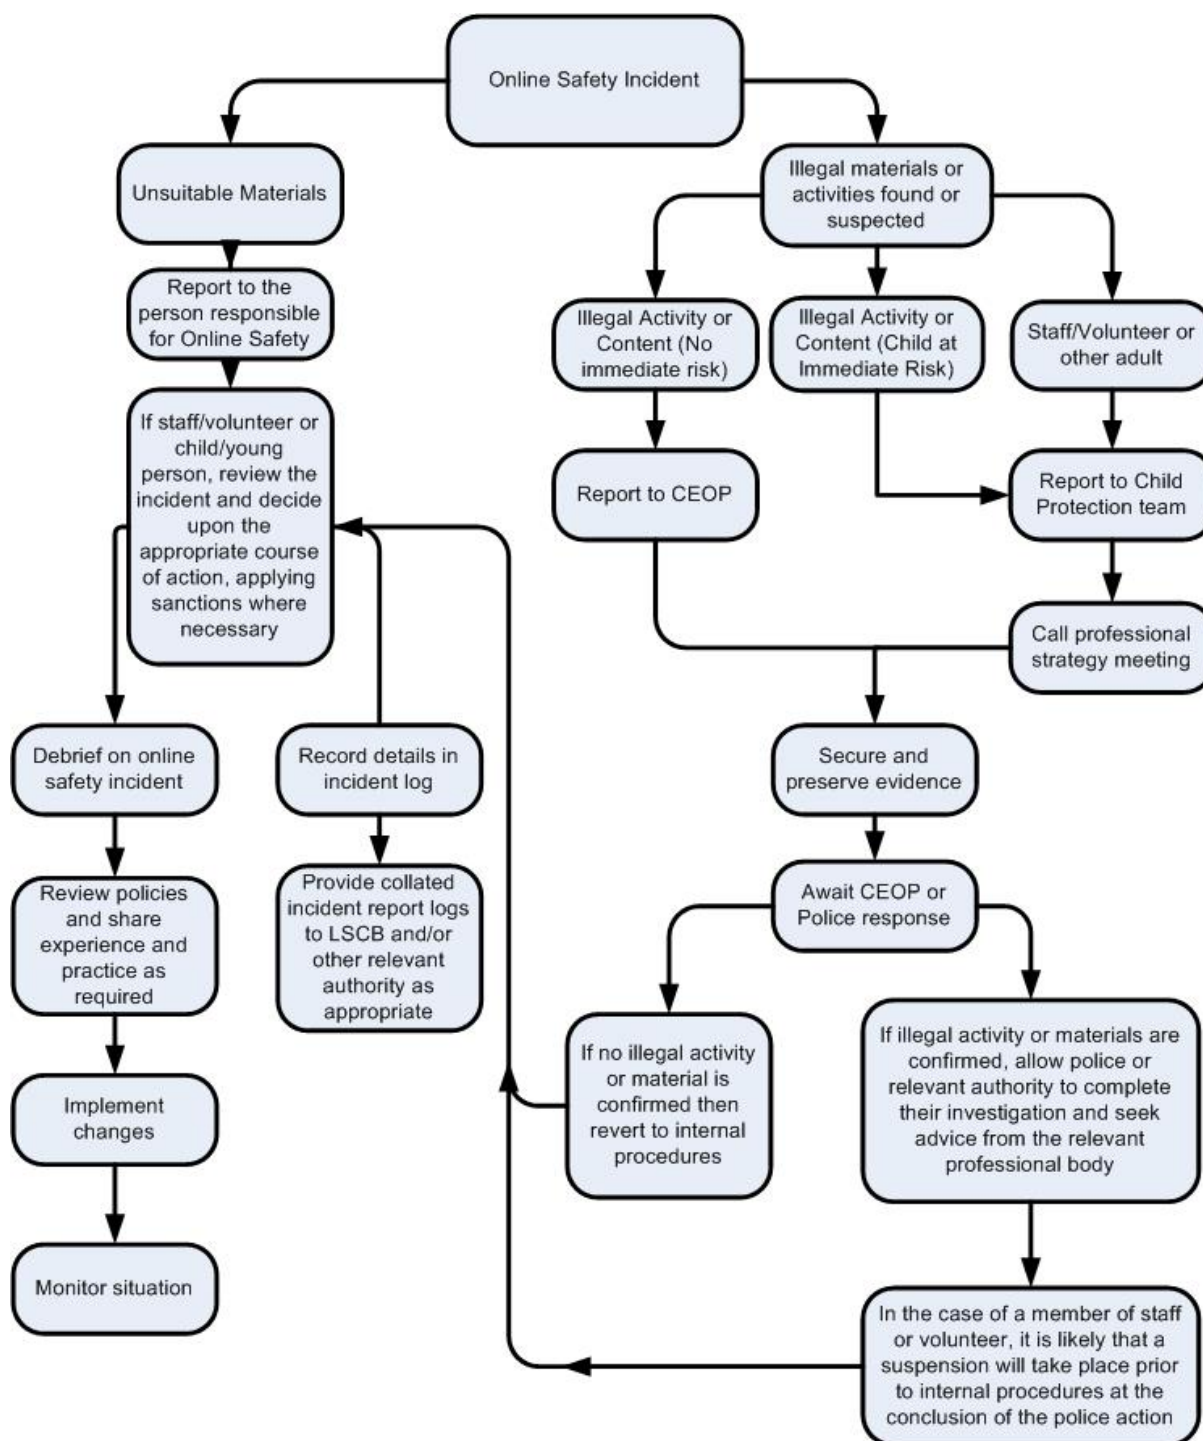 Online Safety Incident
Unsuitable Materials
Illegal materials or
activities found or
suspected
Report to the
person responsible
for Online Safety
Illegal Activity or
Content (No
immediate risk)
Illegal Activity or
Content (Child at
Immediate Risk)
Staff/Volunteer or
other adult
If staff/volunteer or
child/young
person, review the
incident and decide
upon the
appropriate course
of action, applying
sanctions where
necessary
Report to CEOP
Report to Child
Protection team
Call professional
strategy meeting
Debrief on online
safety incident
Record details in
incident log
Secure and
preserve evidence
Review policies
and share
experience and
practice as
required
Provide collated
incident report logs
to LSCB and/or
other relevant
authority as
appropriate
Await CEOP or
Police response
If no illegal activity
or material is
confirmed then
revert to internal
procedures
If illegal activity or materials are
confirmed, allow police or
relevant authority to complete
their investigation and seek
advice from the relevant
professional body
Implement
changes
Monitor situation
In the case of a member of staff
or volunteer, it is likely that a
suspension will take place prior
to internal procedures at the
conclusion of the police action